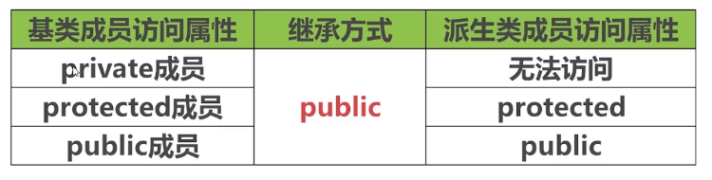 基类成员访问属性 继承方式 派生类成员访问属性
private成员 无法访问
protected成员 public protected
public成员 public